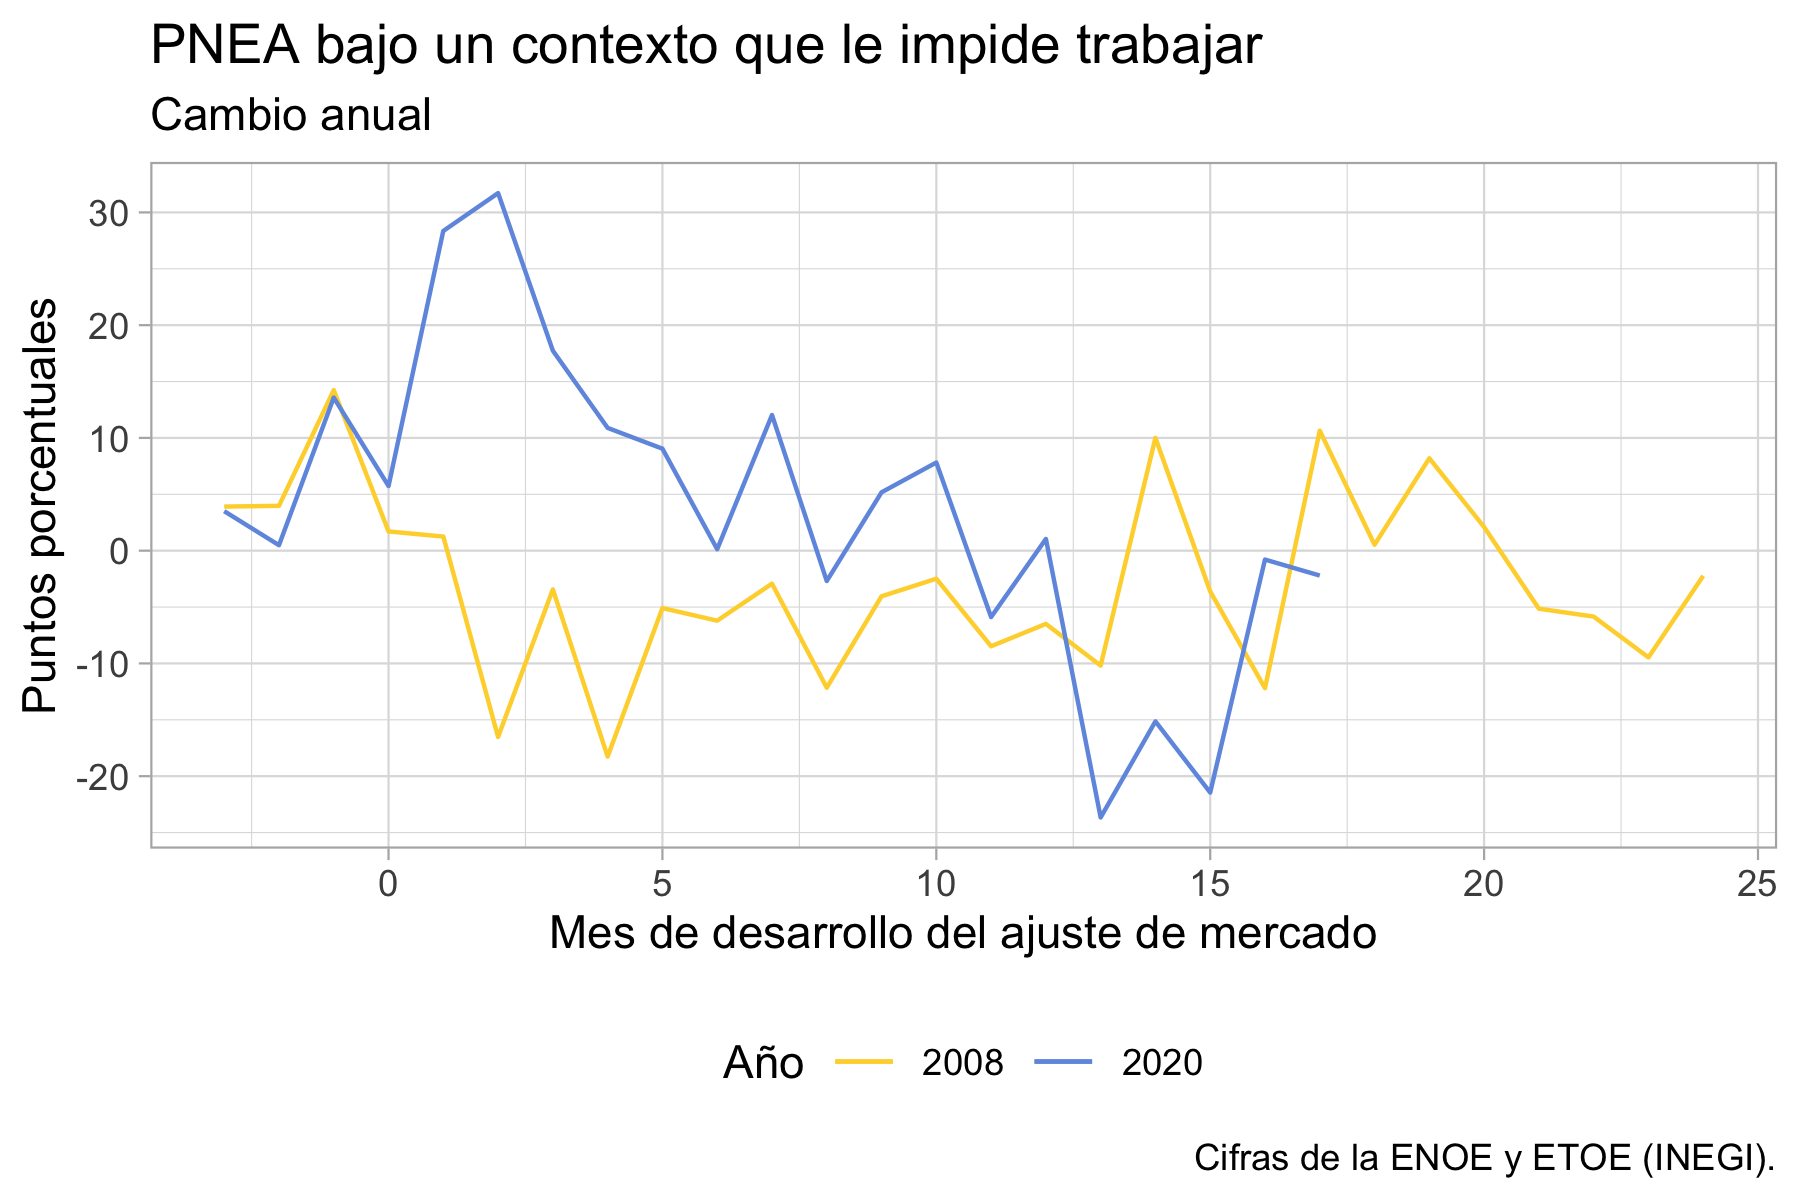 PNEA bajo un contexto que le impide trabajar
Cambio anual
Puntos porcentuales
30
20
10
0
-10
-20
0 5 10 15 20 25
Mes de desarrollo del ajuste de mercado
Año 2008 2020
Cifras de la ENOE y ETOE (INEGI).